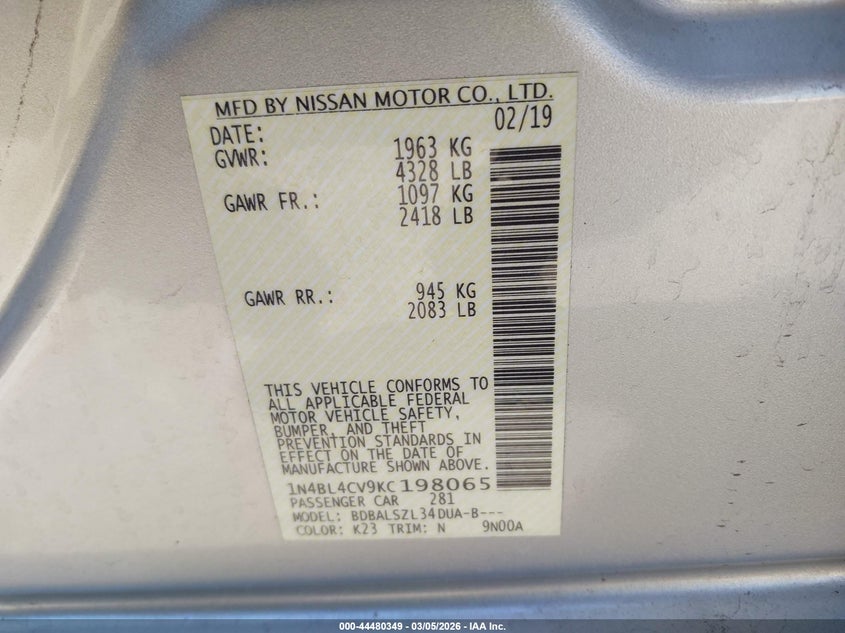 MFD BY NISSAN MOTOR CO., LTD.
DATE: 02/19
GVWR: 1963 KG
4328 LB
GAWR FR.: 1097 KG
2418 LB
GAWR RR.: 945 KG
2083 LB
THIS VEHICLE CONFORMS TO
ALL APPLICABLE FEDERAL
MOTOR VEHICLE SAFETY,
BUMPER, AND THEFT
PREVENTION STANDARDS IN
EFFECT ON THE DATE OF
MANUFACTURE SHOWN ABOVE.
1N4BL4CV9KC198065
PASSENGER CAR 281
MODEL: BDBALSZL34DUA-B---
COLOR: K23 TRIM: N 9N00A
000-44480349 - 03/05/2026 - IAA Inc.